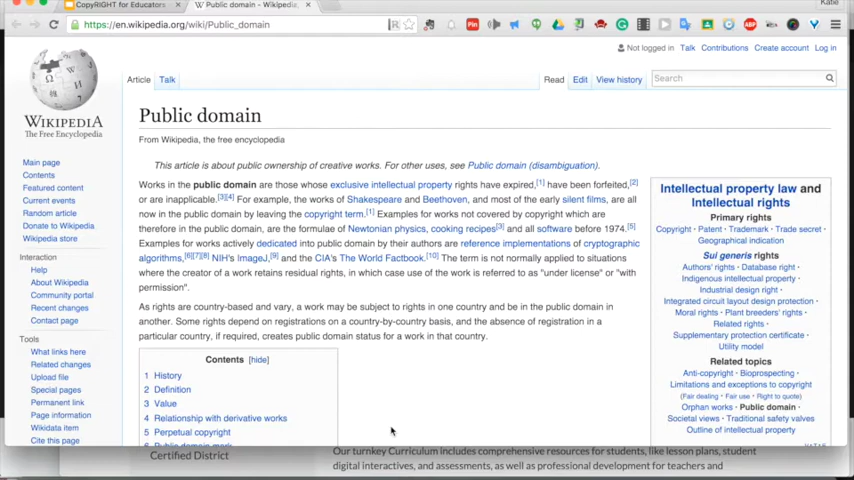 CopyRIGHT for Educators
Public domain - Wikipedia,
Katie
https://en.wikipedia.org/wiki/Public_domain
Not logged in Talk Contributions Create account Log in
Article Talk
Read Edit View history
Search
WIKIPEDIA
The Free Encyclopedia
Main page
Contents
Featured content
Current events
Random article
Donate to Wikipedia
Wikipedia store
Interaction
Help
About Wikipedia
Community portal
Recent changes
Contact page
Tools
What links here
Related changes
Upload file
Special pages
Permanent link
Page information
Wikidata item
Cite this page
Public domain
From Wikipedia, the free encyclopedia
This article is about public ownership of creative works. For other uses, see Public domain (disambiguation).
Works in the public domain are those whose exclusive intellectual property rights have expired,[1] have been forfeited,[2]
or are inapplicable.[3][4] For example, the works of Shakespeare and Beethoven, and most of the early silent films, are all
now in the public domain by leaving the copyright term.[1] Examples for works not covered by copyright which are
therefore in the public domain, are the formulae of Newtonian physics, cooking recipes[3] and all software before 1974.[5]
Examples for works actively dedicated into public domain by their authors are reference implementations of cryptographic
algorithms,[6][7][8] NIH's ImageJ,[9] and the CIA's The World Factbook.[10] The term is not normally applied to situations
where the creator of a work retains residual rights, in which case use of the work is referred to as "under license" or "with
permission".
As rights are country-based and vary, a work may be subject to rights in one country and be in the public domain in
another. Some rights depend on registrations on a country-by-country basis, and the absence of registration in a
particular country, if required, creates public domain status for a work in that country.
Contents [hide]
1 History
2 Definition
3 Value
4 Relationship with derivative works
5 Perpetual copyright
6 Public domain mark
Intellectual property law and
Intellectual rights
Primary rights
Copyright · Patent · Trademark · Trade secret ·
Geographical indication
Sui generis rights
Authors' rights · Database right ·
Indigenous intellectual property ·
Industrial design right ·
Integrated circuit layout design protection ·
Moral rights · Plant breeders' rights ·
Related rights ·
Supplementary protection certificate ·
Utility model
Related topics
Anti-copyright · Bioprospecting ·
Limitations and exceptions to copyright
(Fair dealing · Fair use · Right to quote) ·
Orphan works · Public domain ·
Societal views · Traditional safety valves
Outline of intellectual property
V·T·A·E
Certified District
Our turnkey Curriculum includes comprehensive resources for students, like lesson plans, student
digital interactives, and assessments, as well as professional development for teachers and